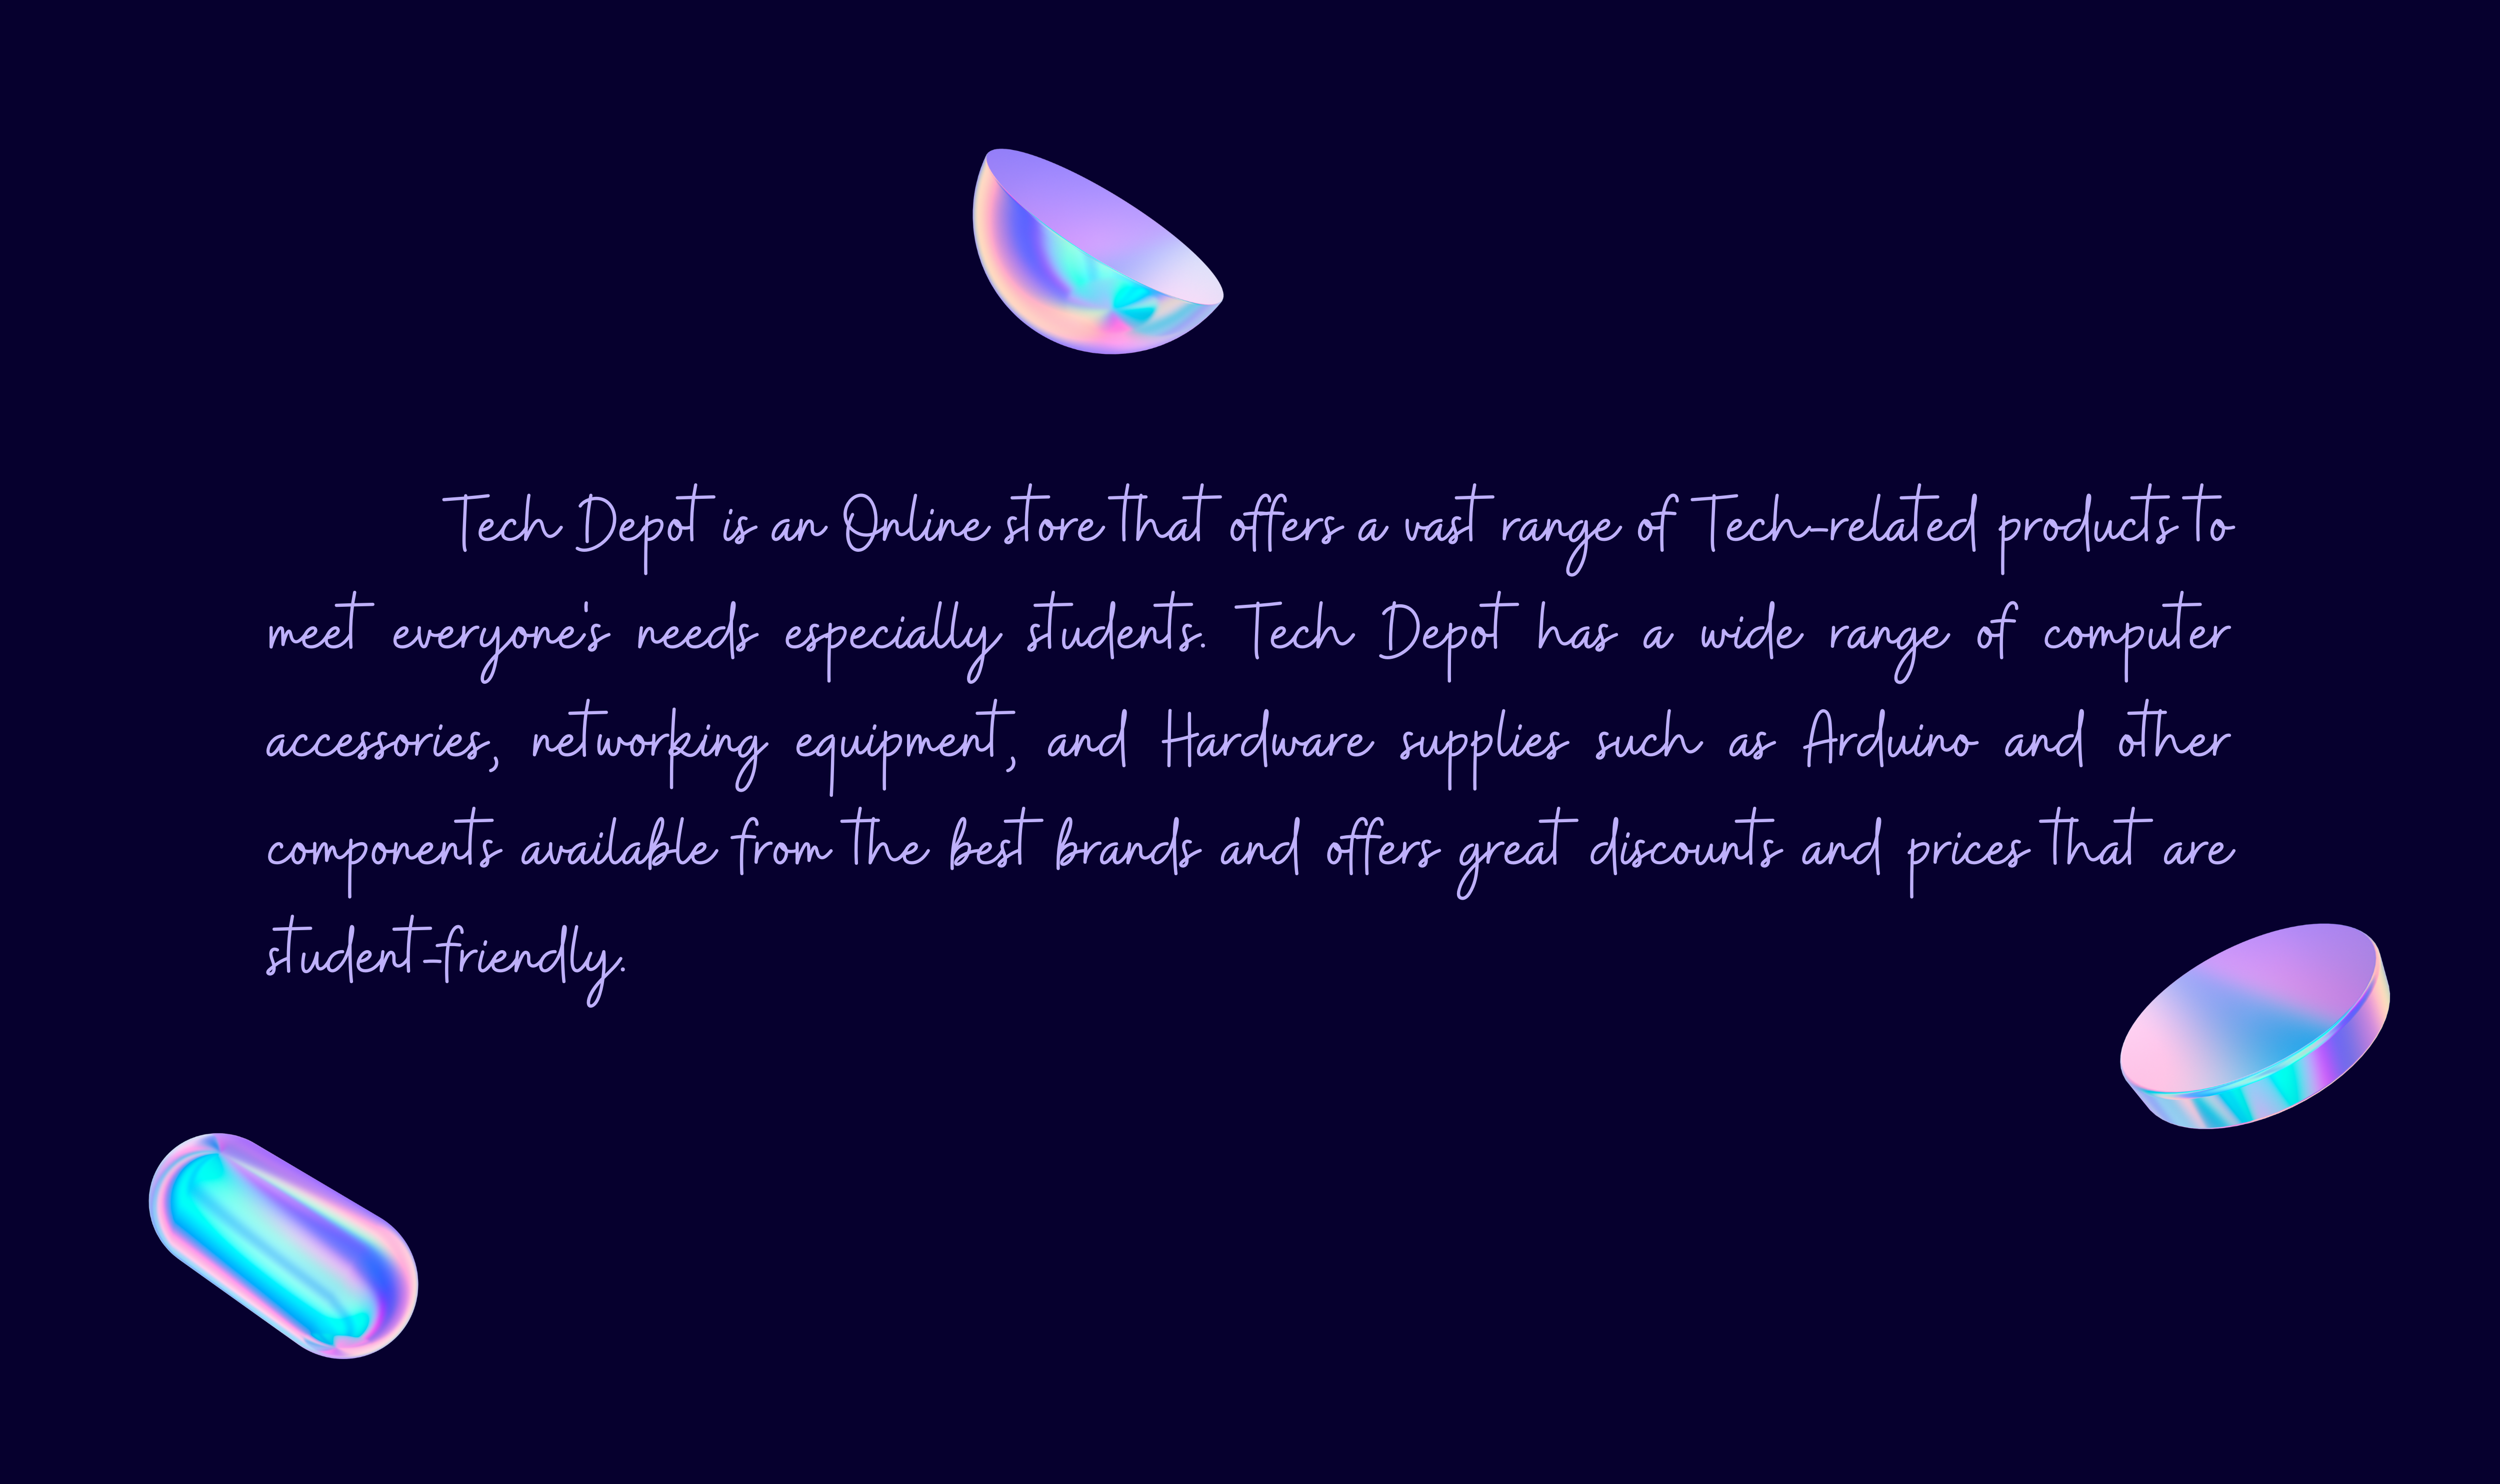 Tech Depot is an Online store that offers a vast range of Tech-related products to
meet everyone's needs especially students. Tech Depot has a wide range of computer
accessories, networking equipment, and Hardware supplies such as Arduino and other
components available from the best brands and offers great discounts and prices that are
student-friendly.